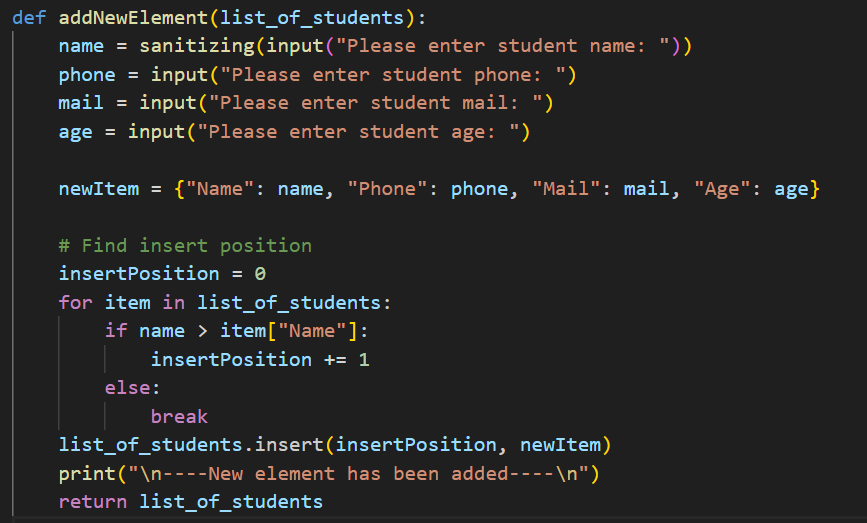 def addNewElement(list_of_students):
    name = sanitizing(input("Please enter student name: "))
    phone = input("Please enter student phone: ")
    mail = input("Please enter student mail: ")
    age = input("Please enter student age: ")

    newItem = {"Name": name, "Phone": phone, "Mail": mail, "Age": age}

    # Find insert position
    insertPosition = 0
    for item in list_of_students:
        if name > item["Name"]:
            insertPosition += 1
        else:
            break
    list_of_students.insert(insertPosition, newItem)
    print("\n----New element has been added----\n")
    return list_of_students